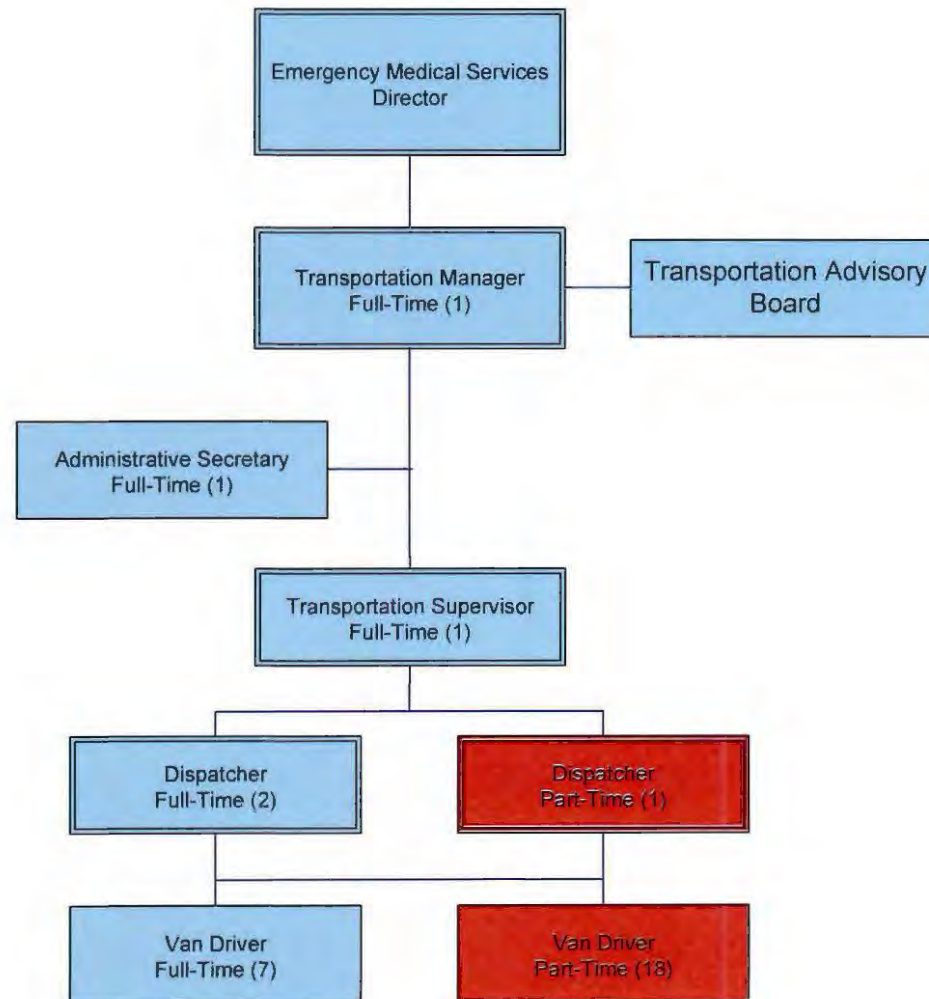 Emergency Medical Services
Director
Transportation Manager
Full-Time (1)
Transportation Advisory
Board
Administrative Secretary
Full-Time (1)
Transportation Supervisor
Full-Time (1)
Dispatcher
Full-Time (2)
Dispatcher
Part-Time (1)
Van Driver
Full-Time (7)
Van Driver
Part-Time (18)